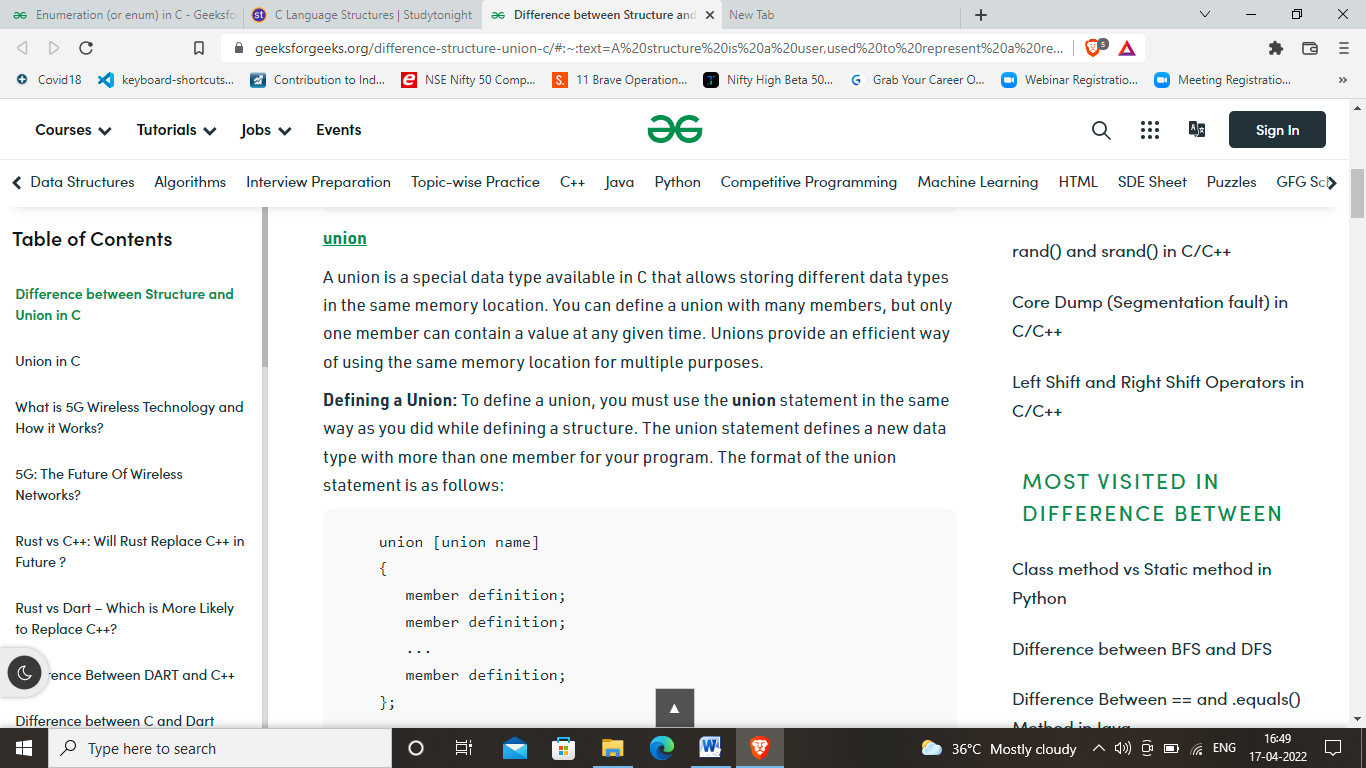 Enumeration (or enum) in C - Geeksfo
C Language Structures | Studytonight
Difference between Structure and
New Tab
geeksforgeeks.org/difference-structure-union-c/#:~:text=A%20structure%20is%20a%20user,used%20to%20represent%20a%20re...
5
Covid18
keyboard-shortcuts...
Contribution to Ind...
NSE Nifty 50 Comp...
11 Brave Operation...
Nifty High Beta 50...
Grab Your Career O...
Webinar Registratio...
Meeting Registratio...
Courses
Tutorials
Jobs
Events
Sign In
Data Structures
Algorithms
Interview Preparation
Topic-wise Practice
C++
Java
Python
Competitive Programming
Machine Learning
HTML
SDE Sheet
Puzzles
GFG Sch
Table of Contents
Difference between Structure and
Union in C
Union in C
What is 5G Wireless Technology and
How it Works?
5G: The Future Of Wireless
Networks?
Rust vs C++: Will Rust Replace C++ in
Future ?
Rust vs Dart – Which is More Likely
to Replace C++?
rence Between DART and C++
Difference between C and Dart
union
A union is a special data type available in C that allows storing different data types
in the same memory location. You can define a union with many members, but only
one member can contain a value at any given time. Unions provide an efficient way
of using the same memory location for multiple purposes.
Defining a Union: To define a union, you must use the union statement in the same
way as you did while defining a structure. The union statement defines a new data
type with more than one member for your program. The format of the union
statement is as follows:
union [union name]
{
member definition;
member definition;
...
member definition;
};
rand() and srand() in C/C++
Core Dump (Segmentation fault) in
C/C++
Left Shift and Right Shift Operators in
C/C++
MOST VISITED IN
DIFFERENCE BETWEEN
Class method vs Static method in
Python
Difference between BFS and DFS
Difference Between == and .equals()
Method in Java
Type here to search
36°C Mostly cloudy
ENG
16:49
17-04-2022